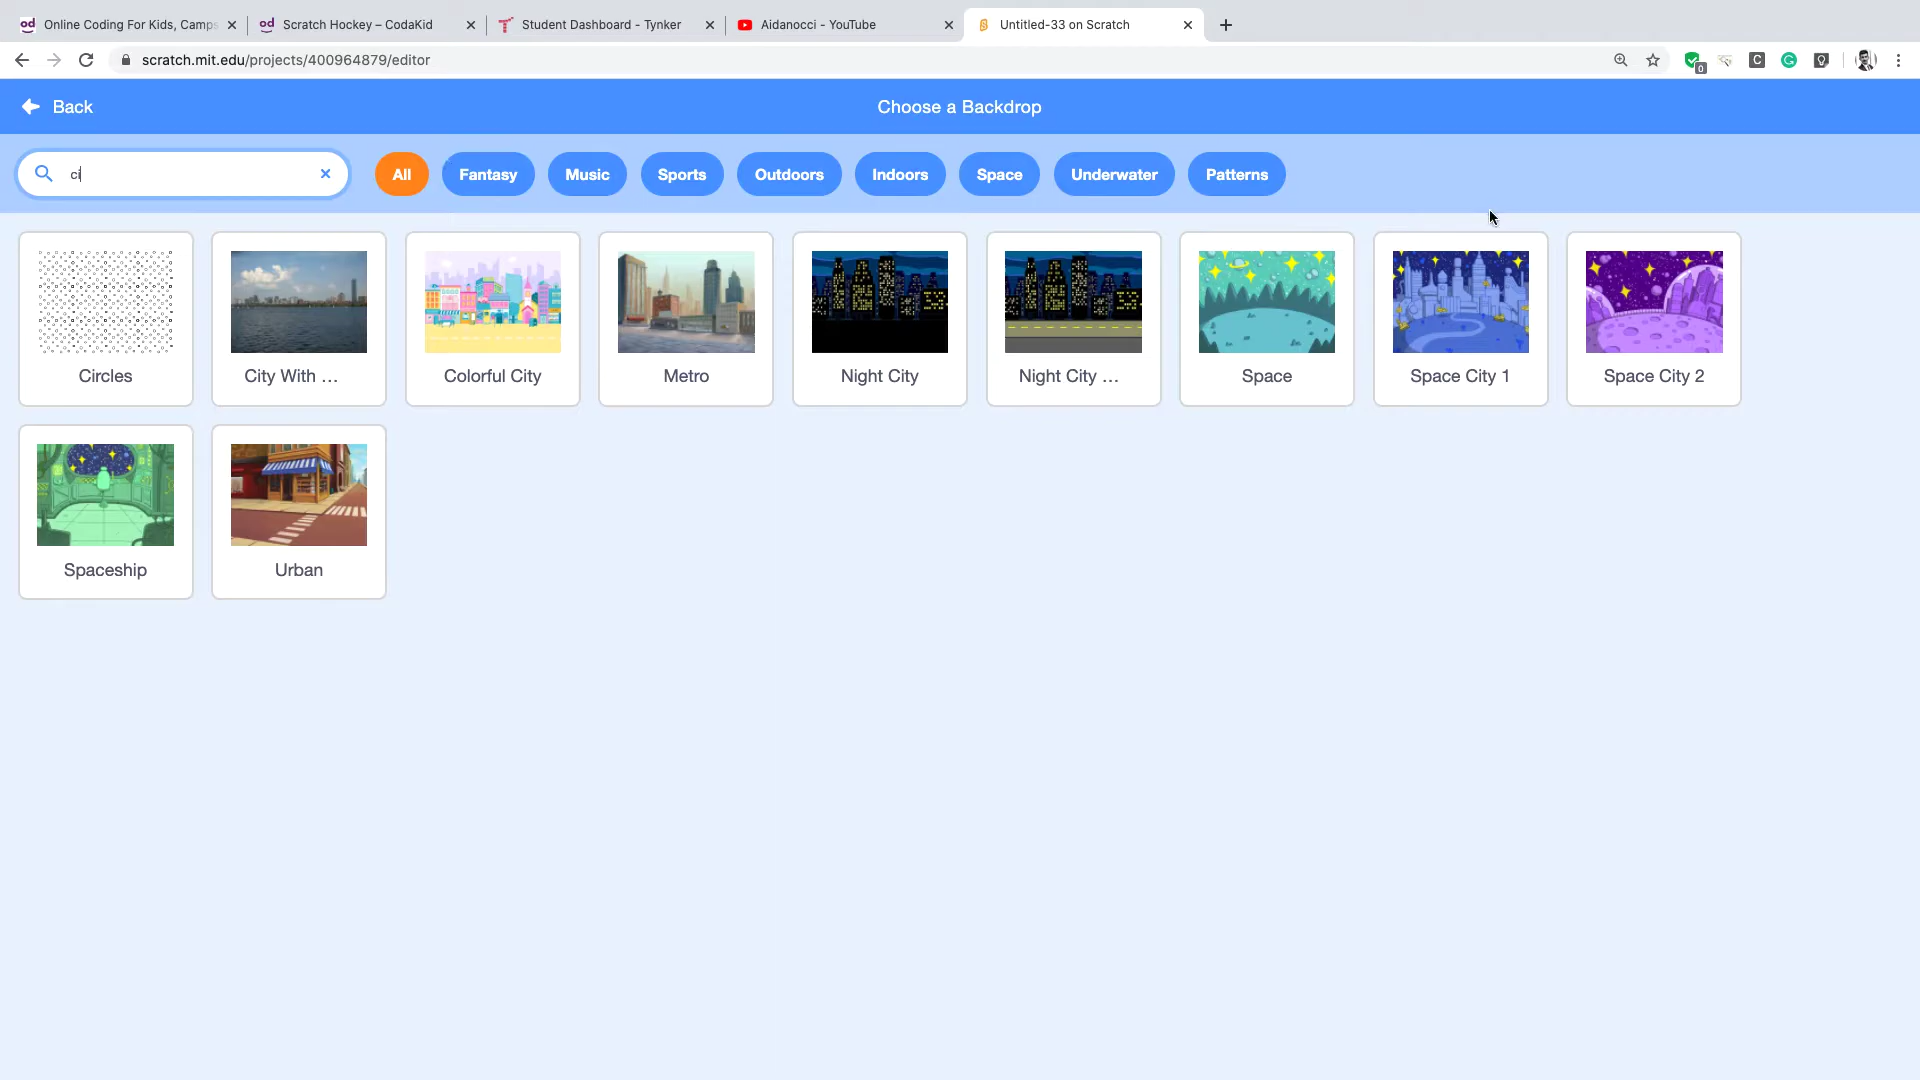 Online Coding For Kids, Camps
Scratch Hockey – CodaKid
Student Dashboard - Tynker
Aidanocci - YouTube
Untitled-33 on Scratch
scratch.mit.edu/projects/400964879/editor
0
C
G
Back
Choose a Backdrop
ci
All
Fantasy
Music
Sports
Outdoors
Indoors
Space
Underwater
Patterns
Circles
City With ...
Colorful City
Metro
Night City
Night City ...
Space
Space City 1
Space City 2
Spaceship
Urban